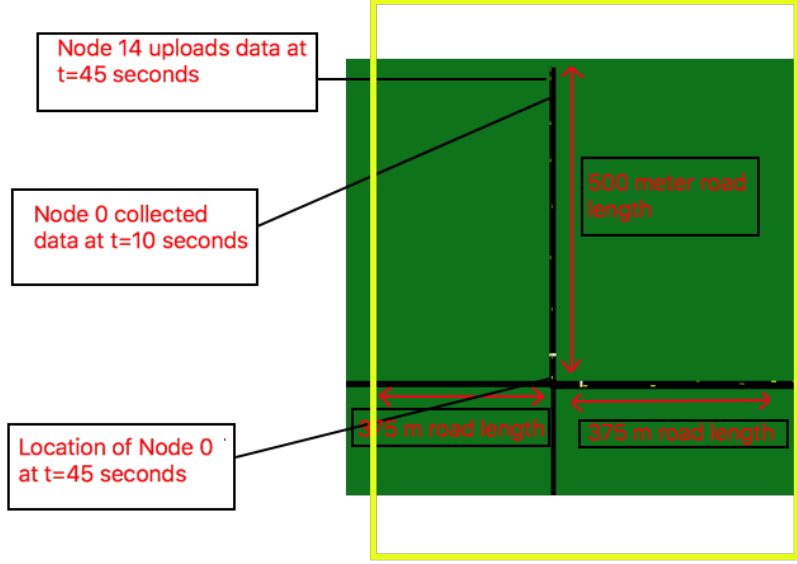 Node 14 uploads data at
t=45 seconds
500 meter road
length
Node 0 collected
data at t=10 seconds
375 m road length
375 m road length
Location of Node 0
at t=45 seconds